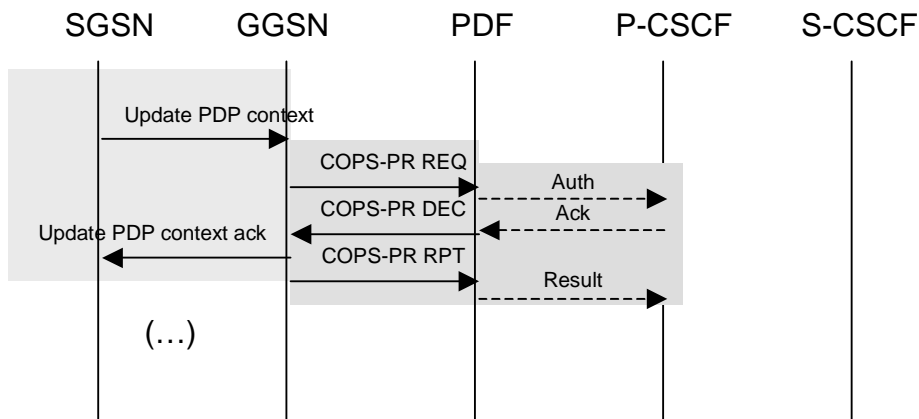 SGSN GGSN PDF P-CSCF S-CSCF
Update PDP context
COPS-PR REQ
Auth
COPS-PR DEC
Ack
Update PDP context ack
COPS-PR RPT
Result
(…)